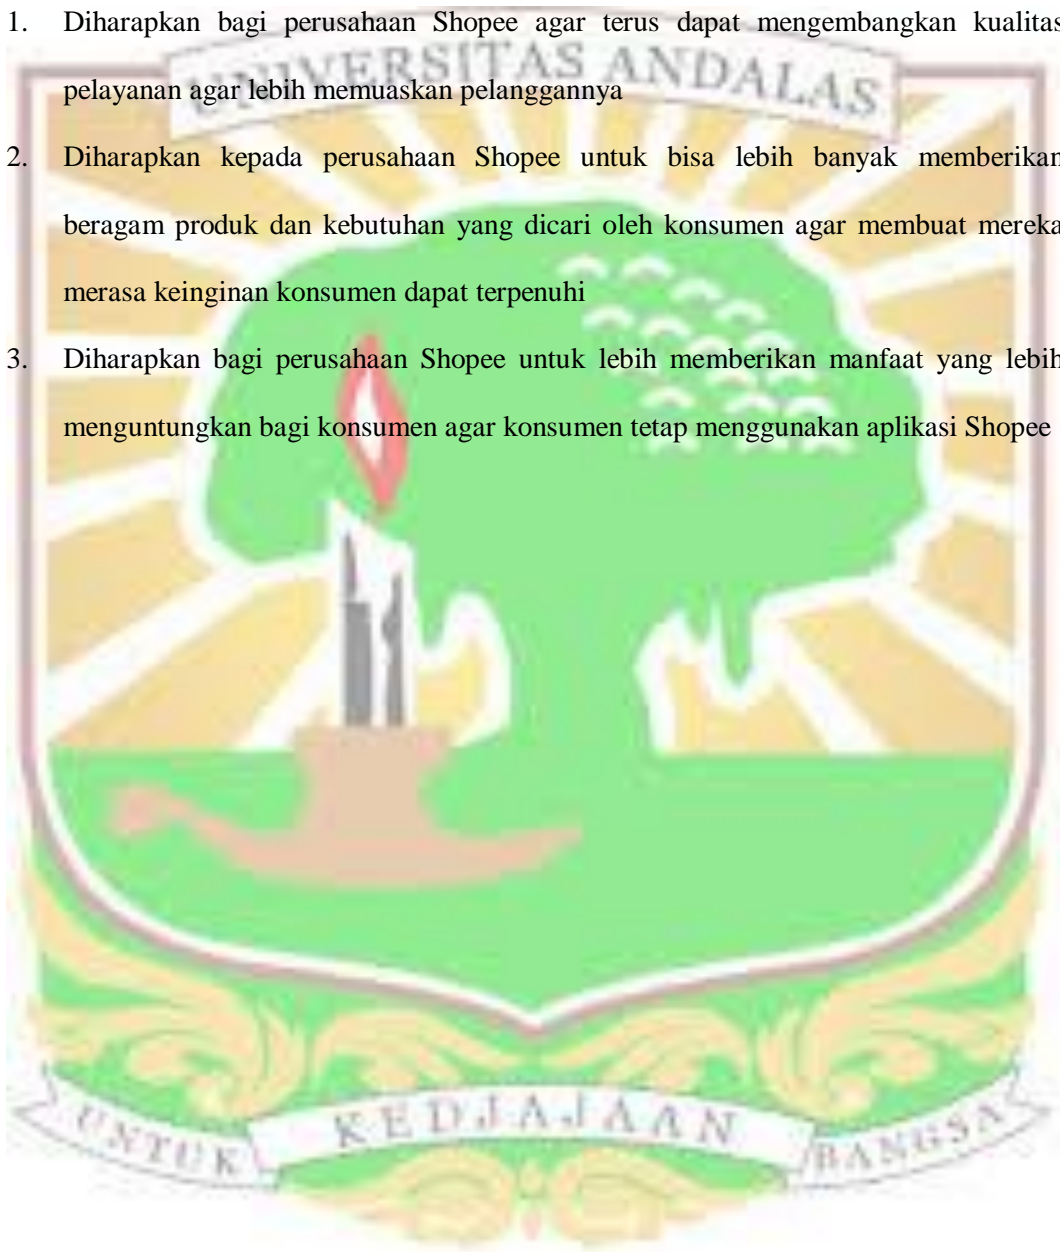 1. Diharapkan bagi perusahaan Shopee agar terus dapat mengembangkan kualitas
UNIVERSITAS ANDALAS
pelayanan agar lebih memuaskan pelanggannya
2. Diharapkan kepada perusahaan Shopee untuk bisa lebih banyak memberikan
beragam produk dan kebutuhan yang dicari oleh konsumen agar membuat mereka
merasa keinginan konsumen dapat terpenuhi
3. Diharapkan bagi perusahaan Shopee untuk lebih memberikan manfaat yang lebih
menguntungkan bagi konsumen agar konsumen tetap menggunakan aplikasi Shopee
UNTUK KEDJAJAAN BANGSA